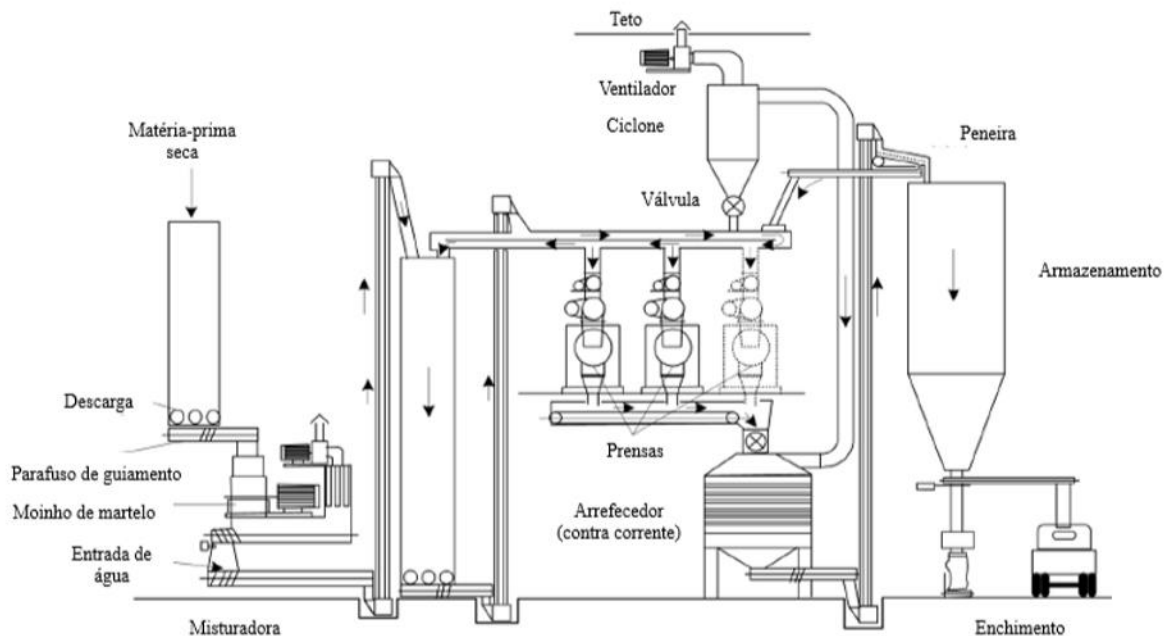 Teto
Ventilador
Ciclone
Matéria-prima
seca
Peneira
Válvula
Armazenamento
Descarga
Prensas
Parafuso de guiamento
Moinho de martelo
Arrefecedor
(contra corrente)
Entrada de
água
Misturadora
Enchimento